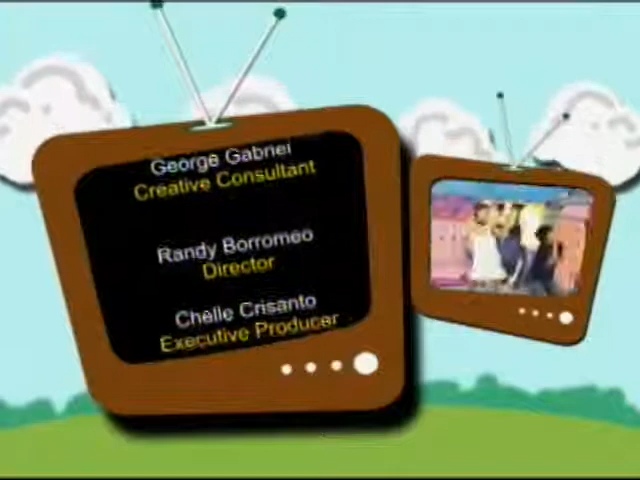 George Gabriel
Creative Consultant
Randy Borromeo
Director
Chelle Crisanto
Executive Producer